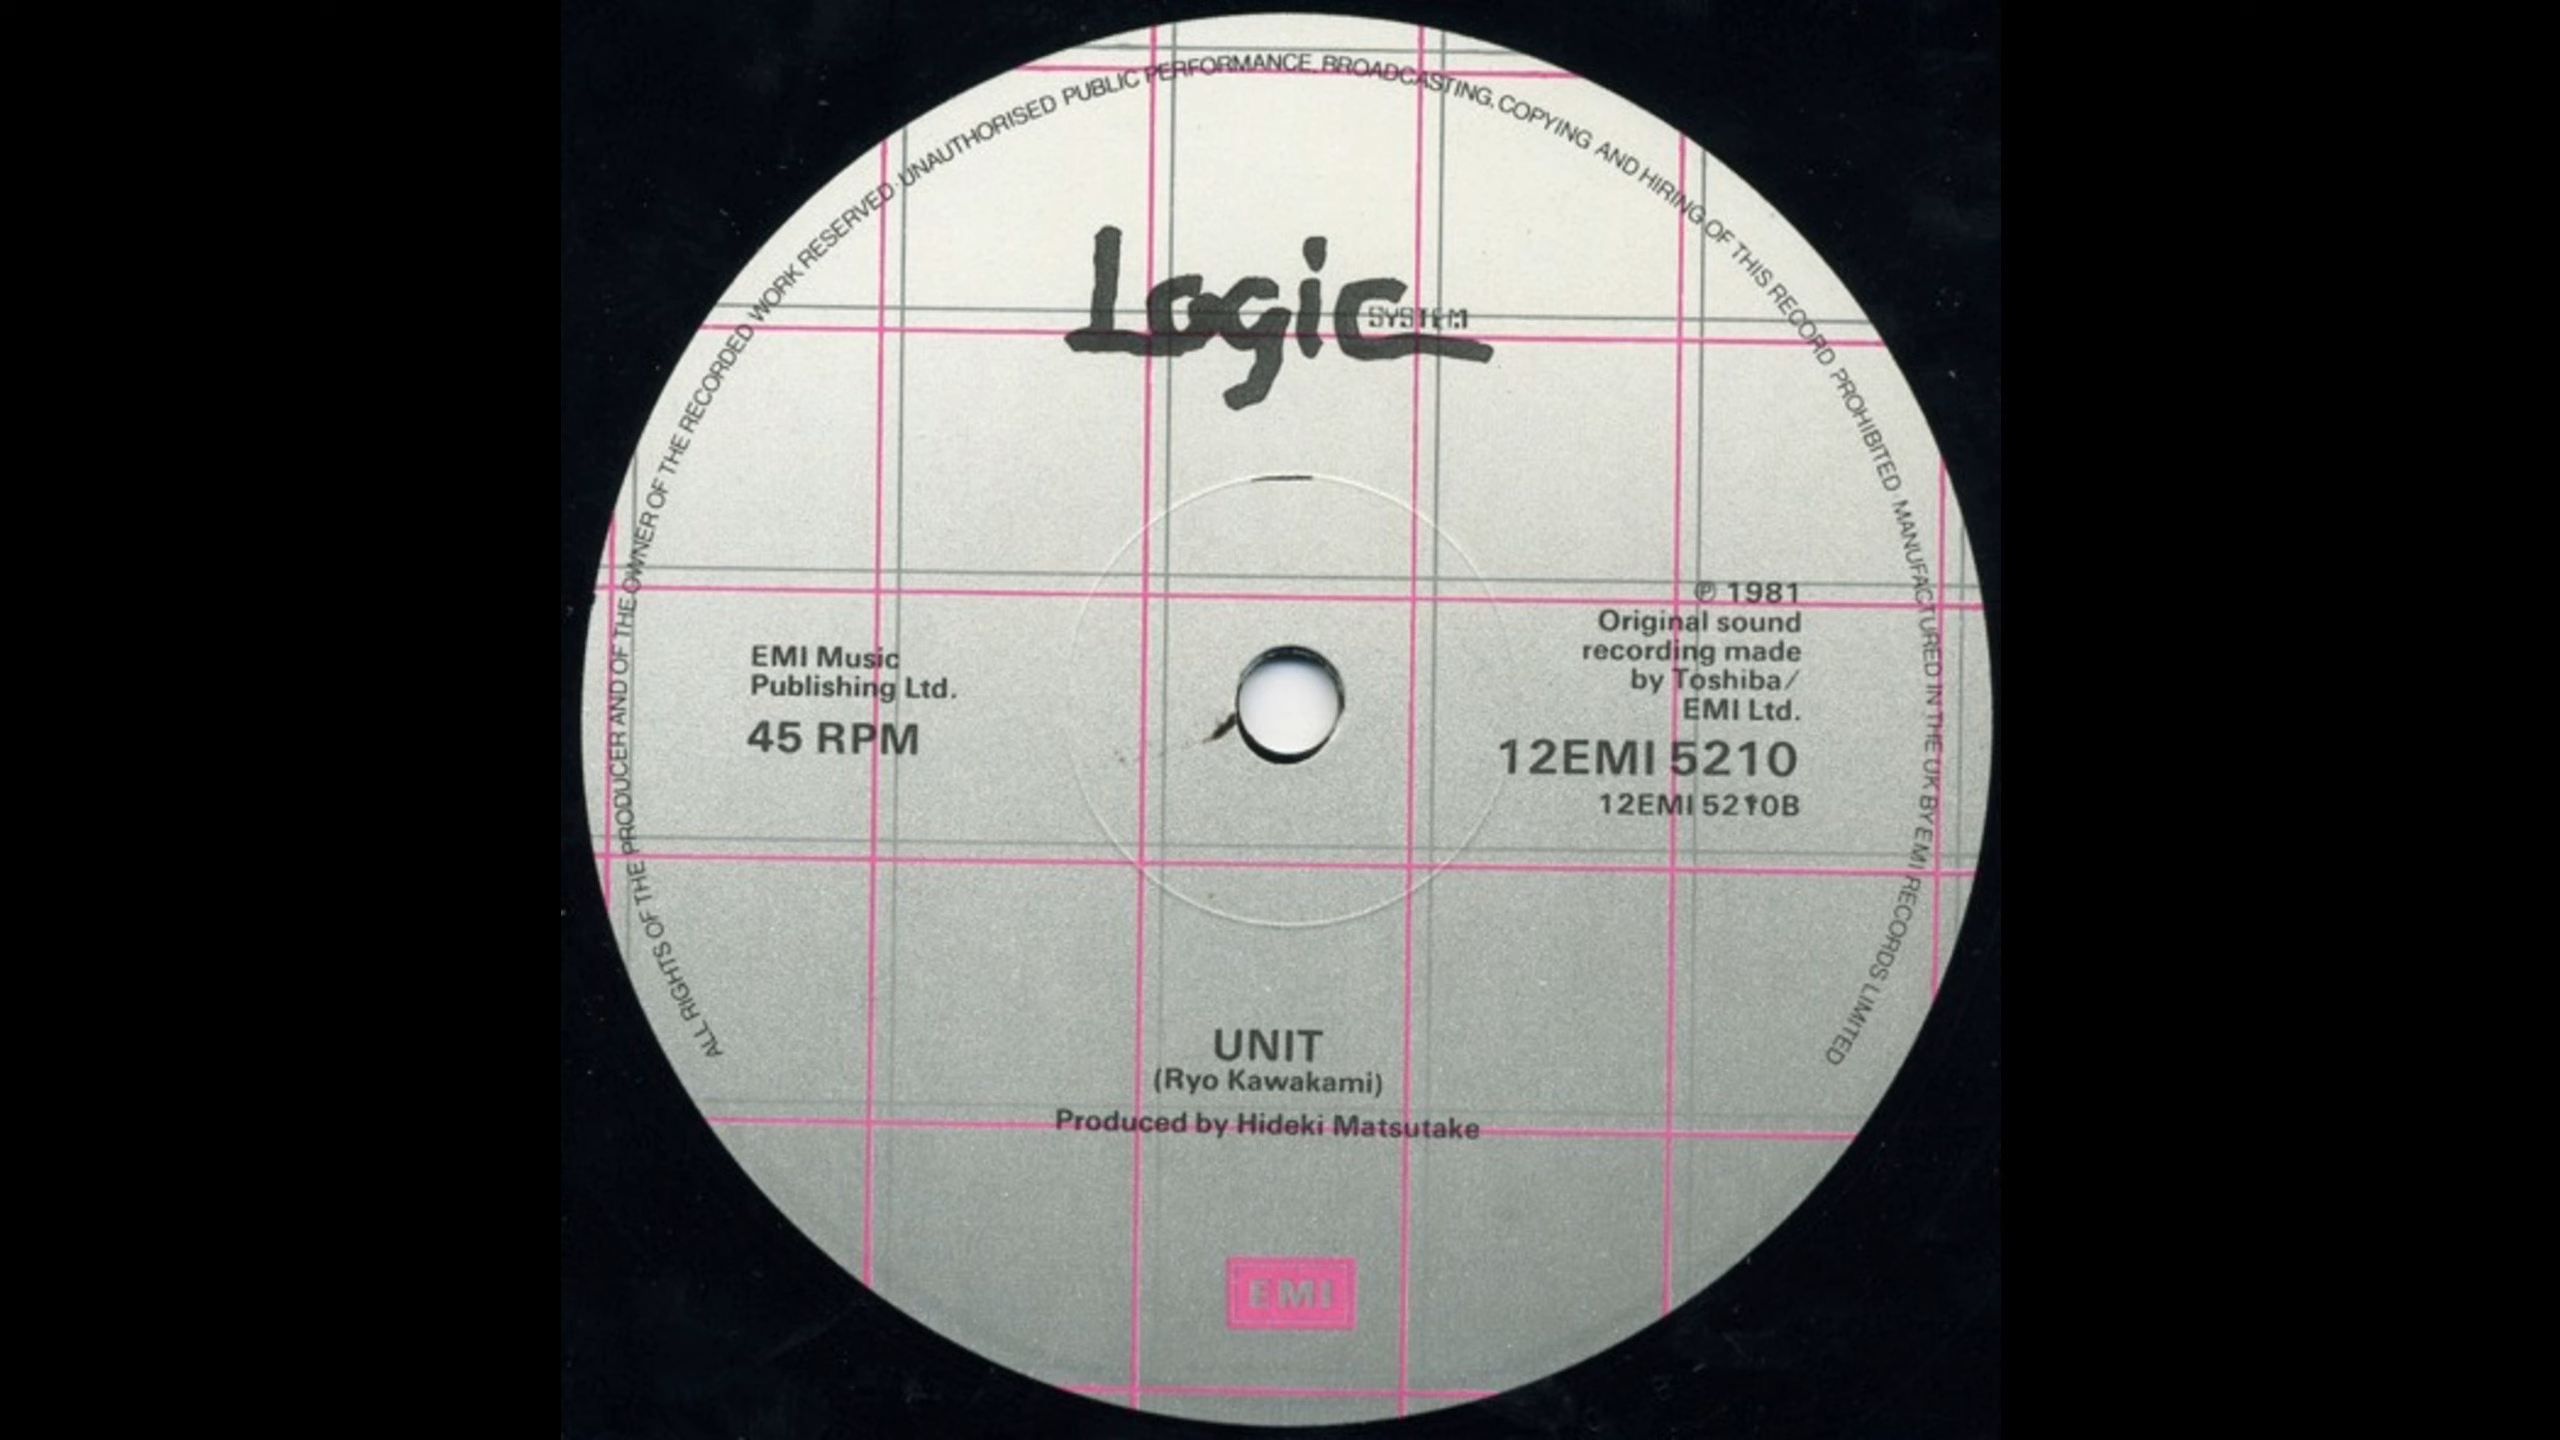 ALL RIGHTS OF THE PRODUCER AND OF THE OWNER OF THE RECORDED WORK RESERVED · UNAUTHORISED PUBLIC PERFORMANCE, BROADCASTING, COPYING AND HIRING OF THIS RECORD PROHIBITED · MANUFACTURED IN THE UK BY EMI RECORDS LIMITED
Logic
SYSTEM
EMI Music
Publishing Ltd.
45 RPM
℗ 1981
Original sound
recording made
by Toshiba/
EMI Ltd.
12EMI 5210
12EMI 5210B
UNIT
(Ryo Kawakami)
Produced by Hideki Matsutake
EMI